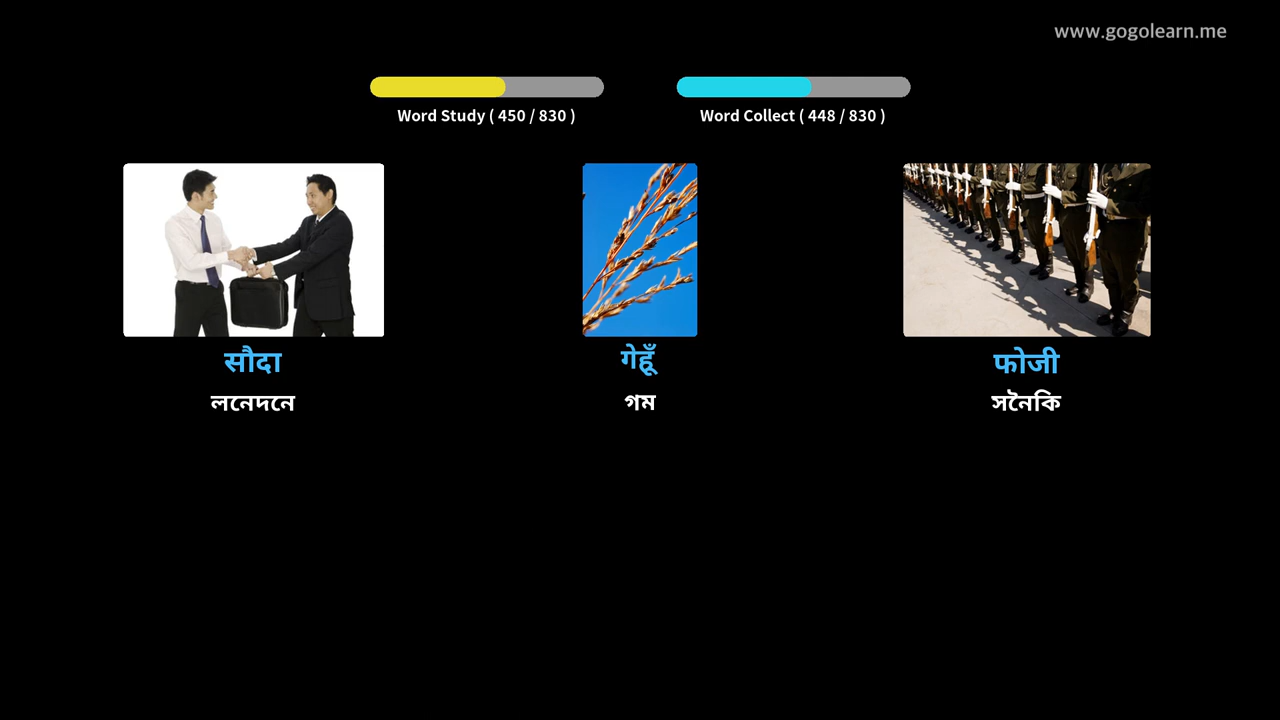 www.gogolearn.me
Word Study ( 450 / 830 )
Word Collect ( 448 / 830 )
सौदा
गेहूँ
फोजी
লনেদনে
গম
সনৈকি